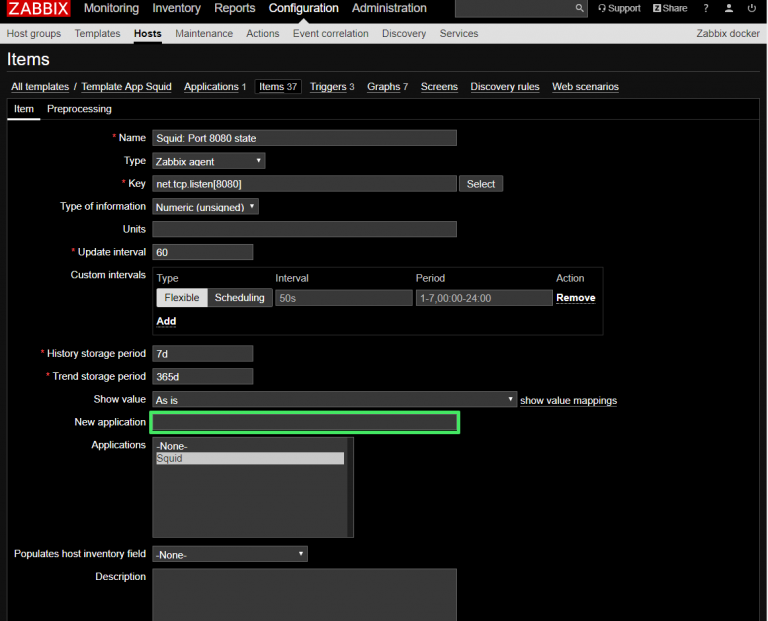 ZABBIX Monitoring Inventory Reports Configuration Administration Support Z Share ?
Host groups Templates Hosts Maintenance Actions Event correlation Discovery Services Zabbix docker
Items
All templates / Template App Squid Applications 1 Items 37 Triggers 3 Graphs 7 Screens Discovery rules Web scenarios
Item Preprocessing
* Name Squid: Port 8080 state
Type Zabbix agent
* Key net.tcp.listen[8080] Select
Type of information Numeric (unsigned)
Units
* Update interval 60
Custom intervals Type Interval Period Action
Flexible Scheduling 50s 1-7,00:00-24:00 Remove
Add
* History storage period 7d
* Trend storage period 365d
Show value As is show value mappings
New application
Applications -None-
Squid
Populates host inventory field -None-
Description